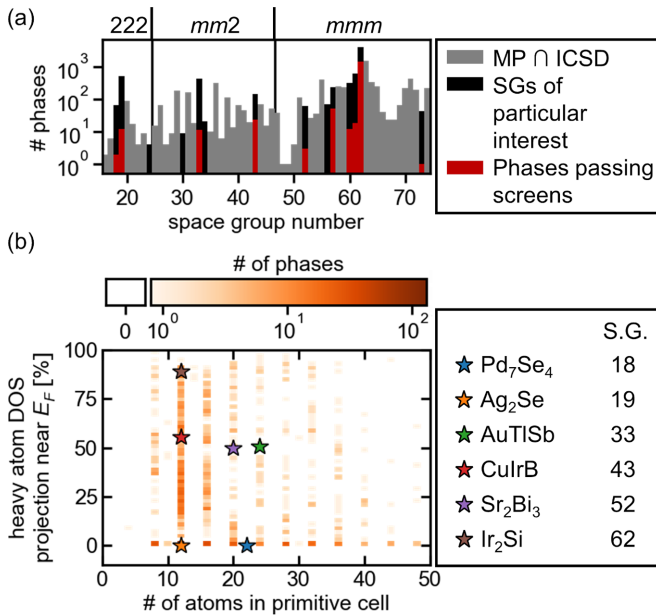 (a)
222 mm2 mmm
# phases
10³
10²
10¹
10⁰
20 30 40 50 60 70
space group number
MP ∩ ICSD
SGs of
particular
interest
Phases passing
screens
(b)
# of phases
0 10⁰ 10¹ 10²
heavy atom DOS
projection near E_F [%]
100
75
50
25
0
0 10 20 30 40 50
# of atoms in primitive cell
S.G.
Pd₇Se₄ 18
Ag₂Se 19
AuTlSb 33
CuIrB 43
Sr₂Bi₃ 52
Ir₂Si 62